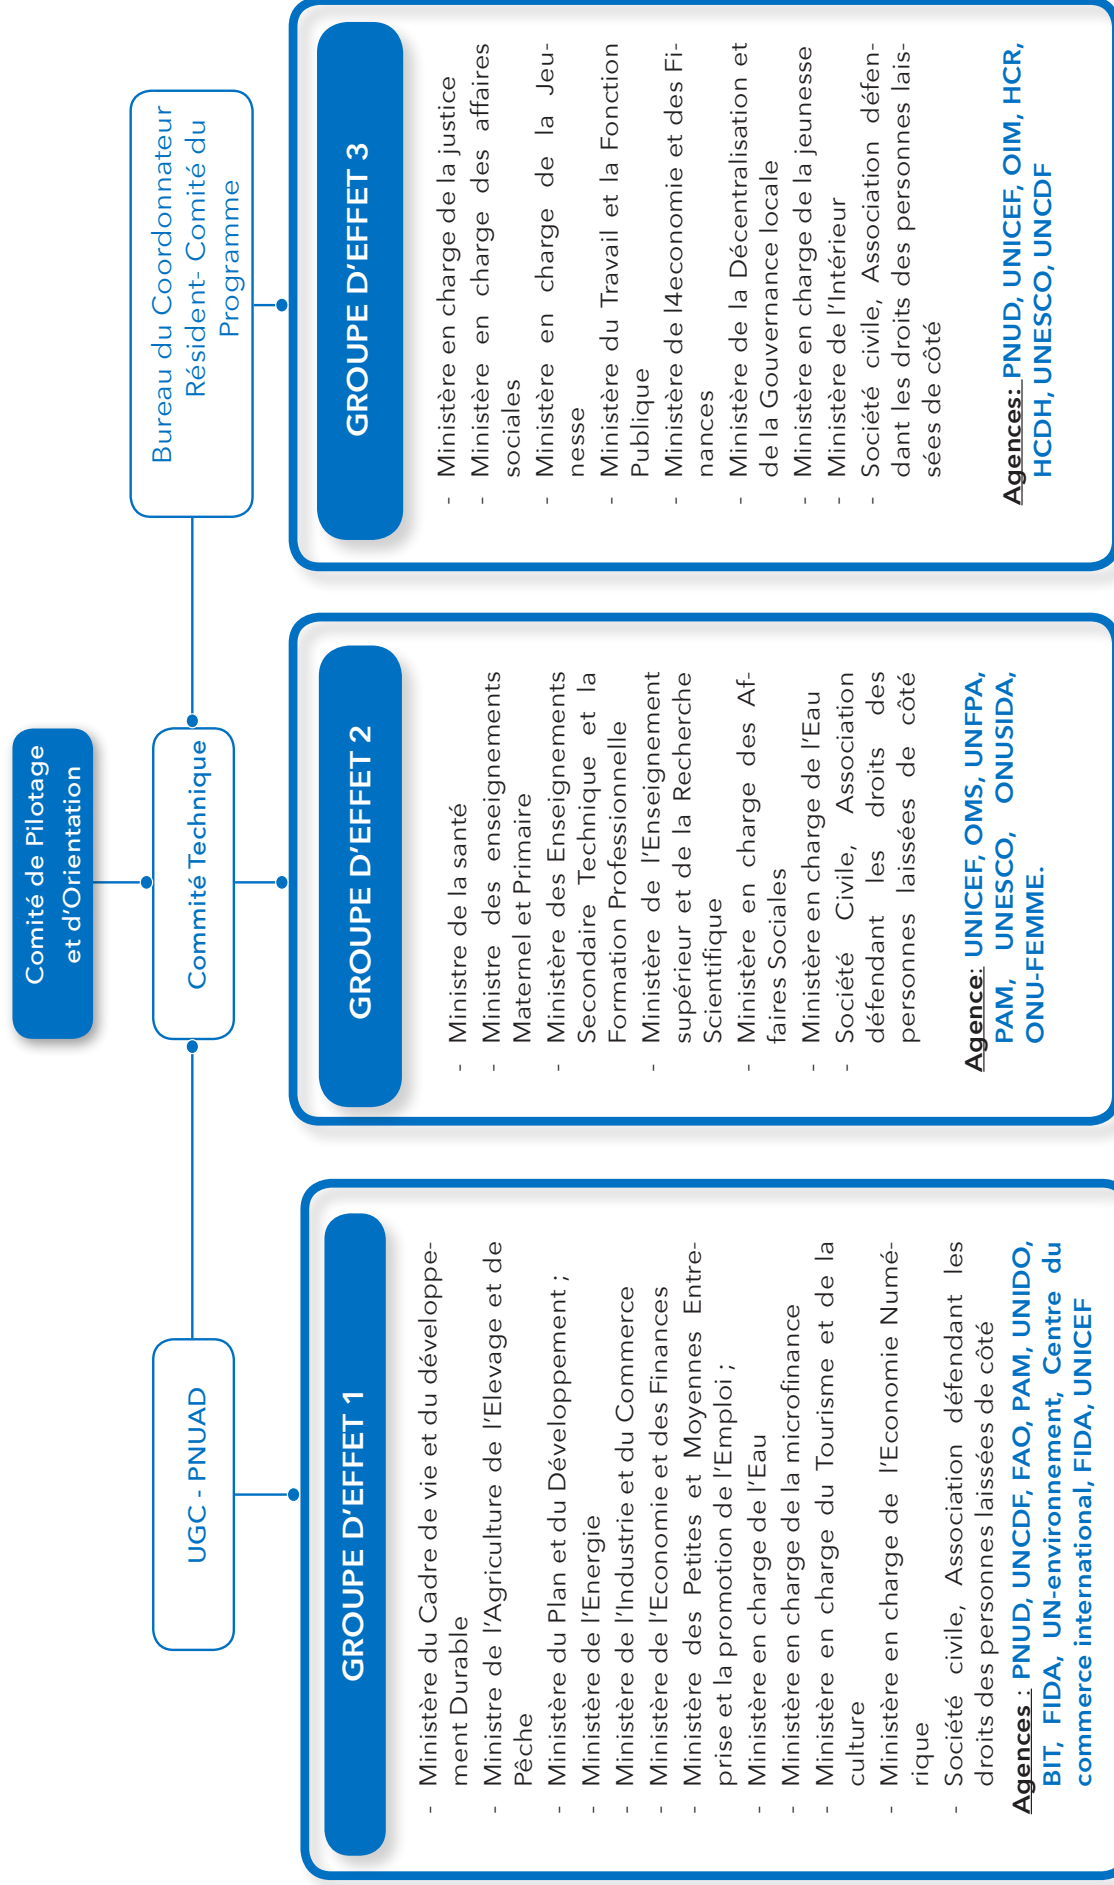 Comité de Pilotage
et d'Orientation
UGC - PNUAD
Commité Technique
Bureau du Coordonnateur
Résident- Comité du
Programme
GROUPE D'EFFET 1
- Ministère du Cadre de vie et du développe-
ment Durable
- Ministre de l'Agriculture de l'Elevage et de
Pêche
- Ministère du Plan et du Développement ;
- Ministère de l'Energie
- Ministère de l'Industrie et du Commerce
- Ministère de l'Economie et des Finances
- Ministère des Petites et Moyennes Entre-
prise et la promotion de l'Emploi ;
- Ministère en charge de l'Eau
- Ministère en charge de la microfinance
- Ministère en charge du Tourisme et de la
culture
- Ministère en charge de l'Economie Numé-
rique
- Société civile, Association défendant les
droits des personnes laissées de côté
Agences : PNUD, UNCDF, FAO, PAM, UNIDO,
BIT, FIDA, UN-environnement, Centre du
commerce international, FIDA, UNICEF
GROUPE D'EFFET 2
- Ministre de la santé
- Ministre des enseignements
Maternel et Primaire
- Ministère des Enseignements
Secondaire Technique et la
Formation Professionnelle
- Ministère de l'Enseignement
supérieur et de la Recherche
Scientifique
- Ministère en charge des Af-
faires Sociales
- Ministère en charge de l'Eau
- Société Civile, Association
défendant les droits des
personnes laissées de côté
Agence: UNICEF, OMS, UNFPA,
PAM, UNESCO, ONUSIDA,
ONU-FEMME.
GROUPE D'EFFET 3
- Ministère en charge de la justice
- Ministère en charge des affaires
sociales
- Ministère en charge de la Jeu-
nesse
- Ministère du Travail et la Fonction
Publique
- Ministère de l4economie et des Fi-
nances
- Ministère de la Décentralisation et
de la Gouvernance locale
- Ministère en charge de la jeunesse
- Ministère de l'Intérieur
- Société civile, Association défen-
dant les droits des personnes lais-
sées de côté
Agences: PNUD, UNICEF, OIM, HCR,
HCDH, UNESCO, UNCDF